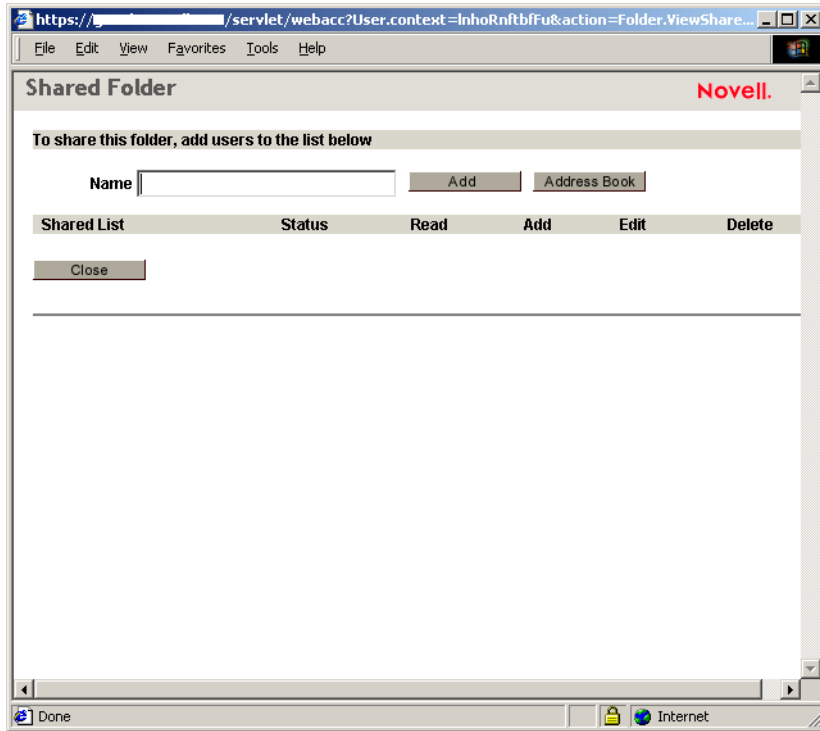 https:// /servlet/webacc?User.context=lnhoRnftbfFu&action=Folder.ViewShare...
File Edit View Favorites Tools Help
Shared Folder
Novell.
To share this folder, add users to the list below
Name Add Address Book
Shared List Status Read Add Edit Delete
Close
Done Internet